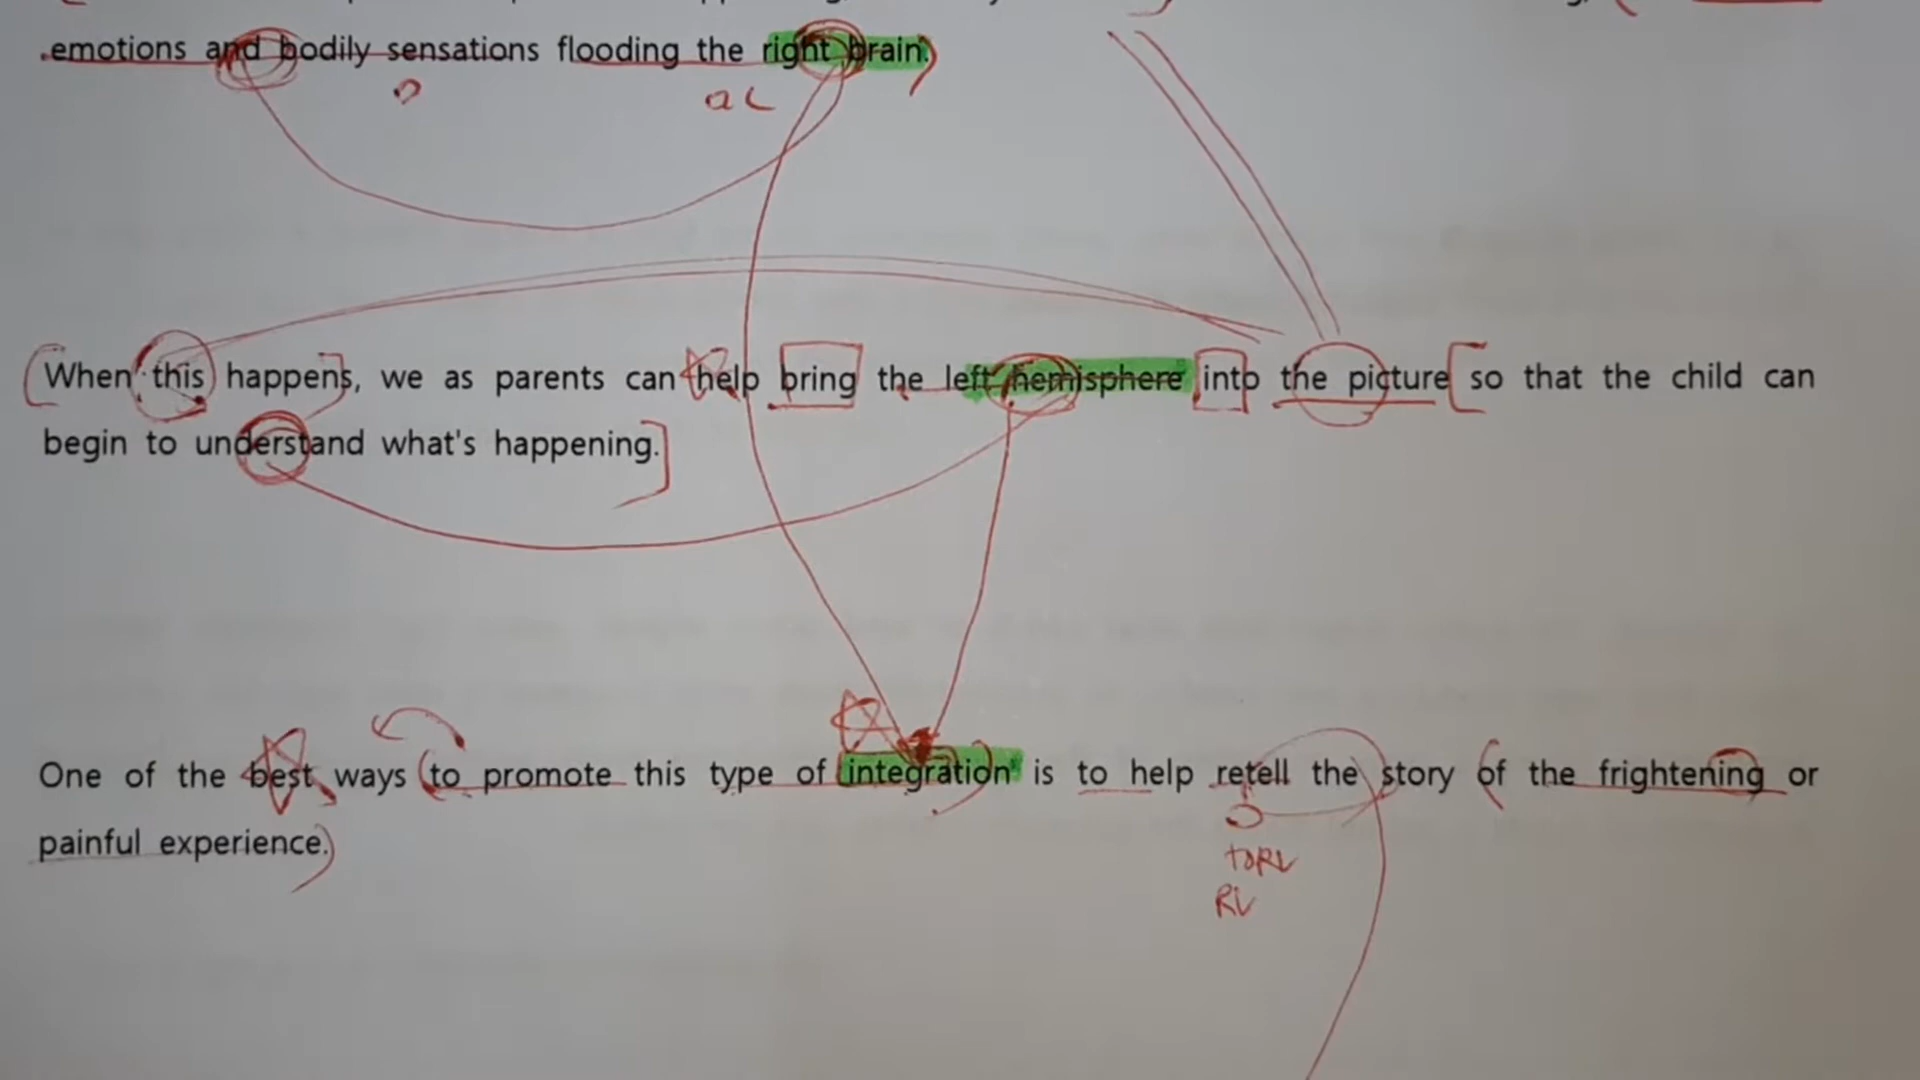 emotions and bodily sensations flooding the right brain.
When this happens, we as parents can help bring the left hemisphere into the picture so that the child can
begin to understand what's happening.
One of the best ways to promote this type of integration is to help retell the story of the frightening or
painful experience.
toRV
RV